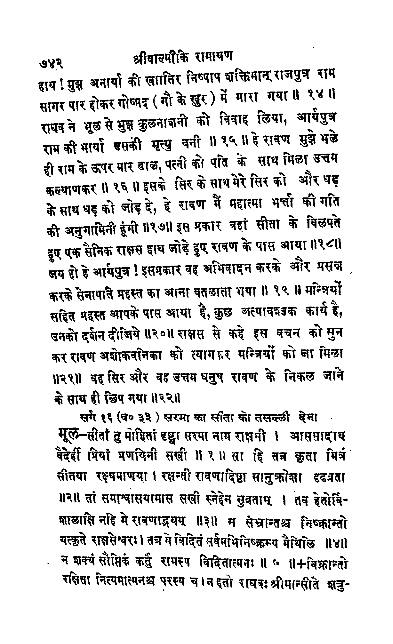 ७४२ श्रीवाल्मीकि रामायण
हाय ! मुझ अनार्या की खातिर निष्पाप शक्तिमान् राजपुत्र राम
सागर पार होकर गोष्पद ( गौ के खुर ) में मारा गया ॥ १४ ॥
राघव ने भूल से मुझ कुलनाशनी को विवाह लिया, आर्यपुत्र
राम की भार्या उसकी मृत्यु बनी ॥ १५ ॥ हे रावण मुझे भले
ही राम के ऊपर मार डाल, पत्नी को पति के साथ मिला उत्तम
कल्याणकर ॥ १६ ॥ इसके सिर के साथ मेरे सिर को और धड़
के साथ धड़ को जोड़ दे, हे रावण मैं महात्मा भर्त्ता की गति
की अनुगामिनी हूंगी ॥१७॥ इस प्रकार वहां सीता के विलपते
हुए एक सैनिक राक्षस हाथ जोड़े हुए रावण के पास आया ॥१८॥
जय हो हे आर्यपुत्र ! इसप्रकार वह अभिवादन करके और प्रसन्न
करके सेनापति प्रहस्त का आना बतलाता भया ॥ १९ ॥ मन्त्रियों
सहित प्रहस्त आपके पास आया है, कुछ अत्यावश्यक कार्य है,
उनको दर्शन दीजिये ॥२०॥ राक्षस से कहे इस वचन को सुन
कर रावण अशोकवनिका को त्यागकर मन्त्रियों को जा मिला
॥२१॥ वह सिर और वह उत्तम धनुष रावण के निकल जाने
के साथ ही छिप गया ॥२२॥
सर्ग १६ (व० ३३) सरमा का सीता को तसल्ली देना
मूल–सीतां तु मोहितां दृष्ट्वा सरमा नाम राक्षसी । आससादाथ
वैदेहीं प्रियां प्रणयिनी सखी ॥ १ ॥ सा हि तत्र कृता मित्रं
सीतया रक्ष्यमाणया । रक्षन्ती रावणादिष्टा सानुक्रोशा दृढव्रता
॥२॥ तां समाश्वासयामास सखी स्नेहेन सुव्रताम् । तव हेतोर्वि-
शालाक्षि नहि मे रावणाद्भयम् ॥३॥ स संभ्रान्तश्च निष्क्रान्तो
यत्कृते राक्षसेश्वरः। तत्र मे विदितं सर्वमभिनिष्क्रम्य मैथिलि ॥४॥
न शक्यं सौप्तिकं कर्तुं रामस्य विदितात्मनः ॥ ५ ॥+विक्रान्तो
रक्षिता नित्यमात्मनश्च परस्य च । न हतो राघवः श्रीमान्सीते शत्रु-